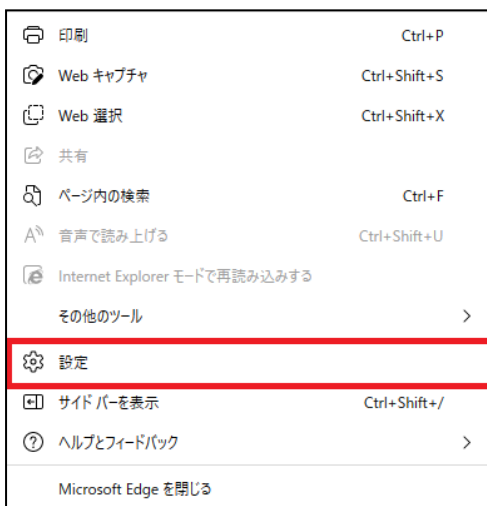 印刷 Ctrl+P
Web キャプチャ Ctrl+Shift+S
Web 選択 Ctrl+Shift+X
共有
ページ内の検索 Ctrl+F
音声で読み上げる Ctrl+Shift+U
Internet Explorer モードで再読み込みする
その他のツール
設定
サイド バーを表示 Ctrl+Shift+/
ヘルプとフィードバック
Microsoft Edge を閉じる